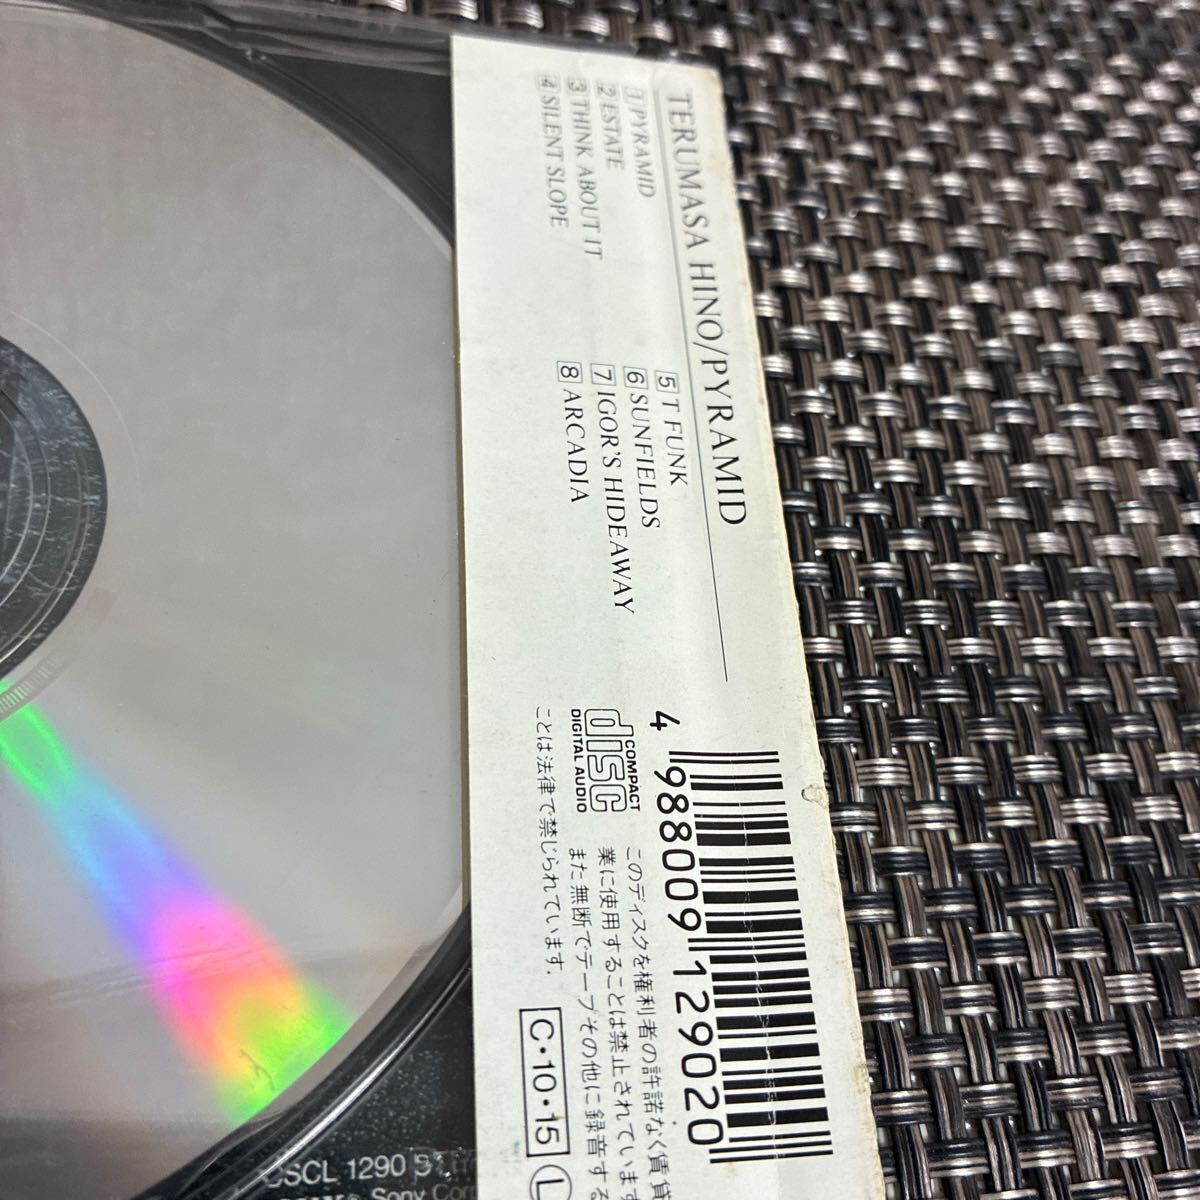 TERUMASA HINO/PYRAMID
1 PYRAMID
2 ESTATE
3 THINK ABOUT IT
4 SILENT SLOPE
5 T FUNK
6 SUNFIELDS
7 IGOR'S HIDEAWAY
8 ARCADIA
4 988009 129020
COMPACT
disc
DIGITAL AUDIO
このディスクを権利者の許諾なく賃貸
業に使用することは禁止されています
また無断でテープその他に録音する
ことは法律で禁じられています.
C・10・15
L
CSCL 1290
Sony